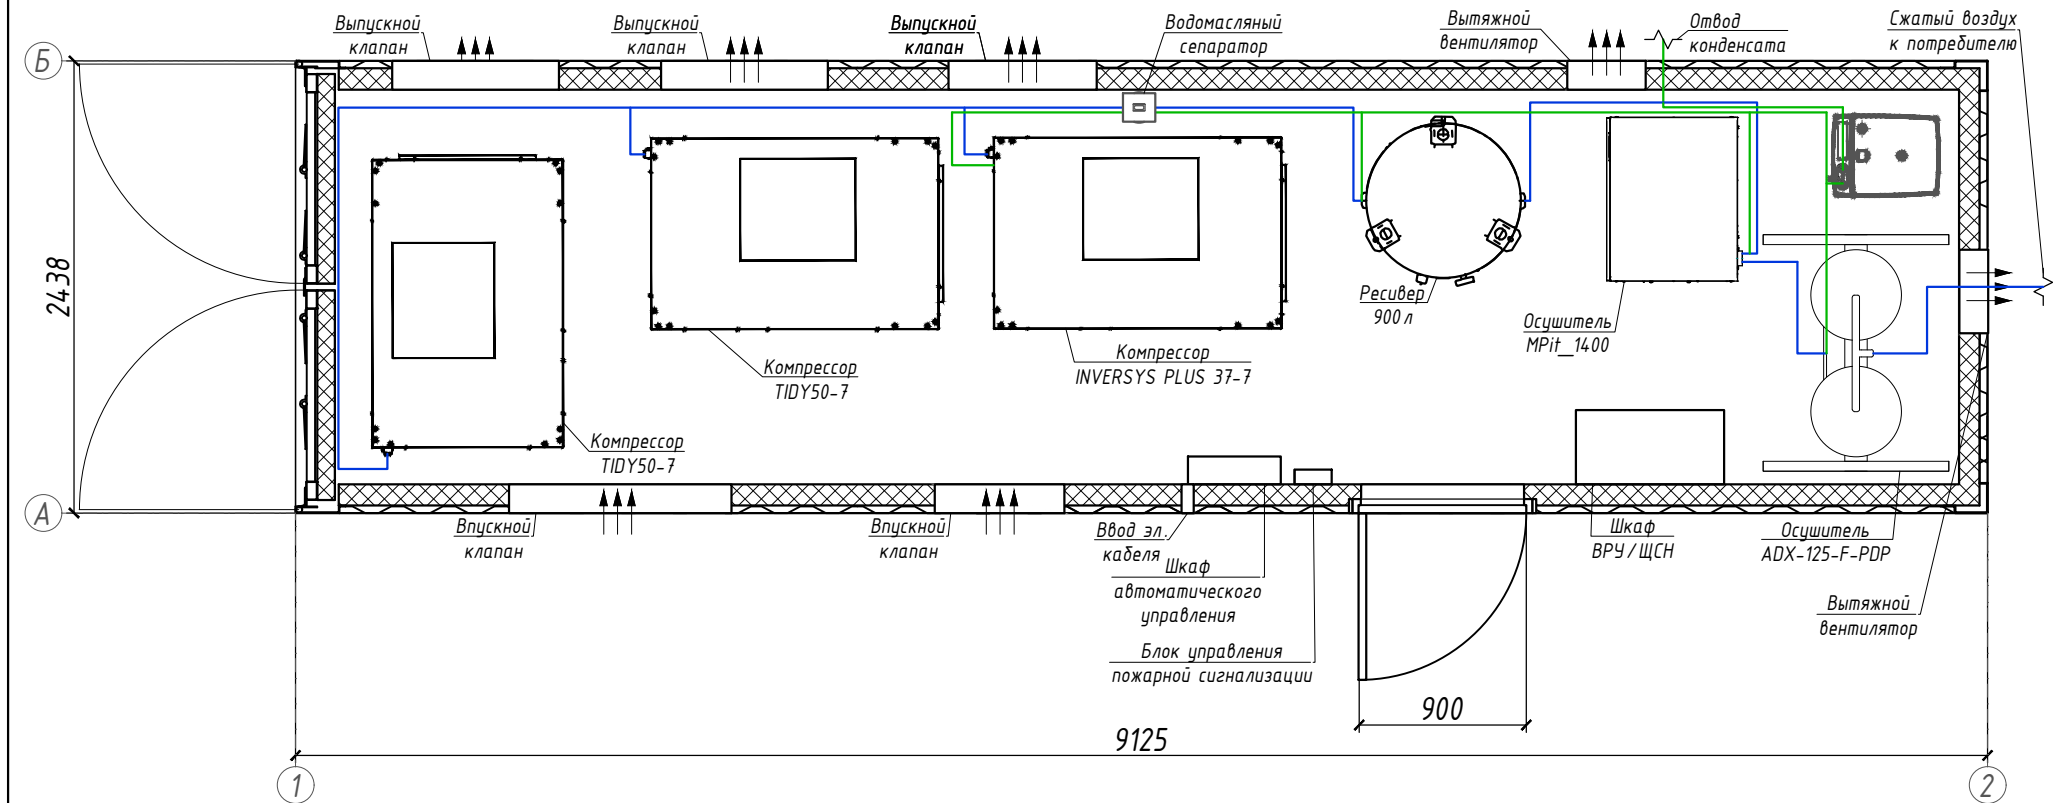 Выпускной
клапан
Выпускной
клапан
Выпускной
клапан
Водомасляный
сепаратор
Вытяжной
вентилятор
Отвод
конденсата
Сжатый воздух
к потребителю
Б
2438
А
Ресивер
900 л
Осушитель
MPit_1400
Компрессор
INVERSYS PLUS 37-7
Компрессор
TIDY50-7
Компрессор
TIDY50-7
Впускной
клапан
Впускной
клапан
Ввод эл.
кабеля
Шкаф
автоматического
управления
Блок управления
пожарной сигнализации
Шкаф
ВРУ/ЩСН
Осушитель
ADX-125-F-PDP
Вытяжной
вентилятор
900
9125
1
2